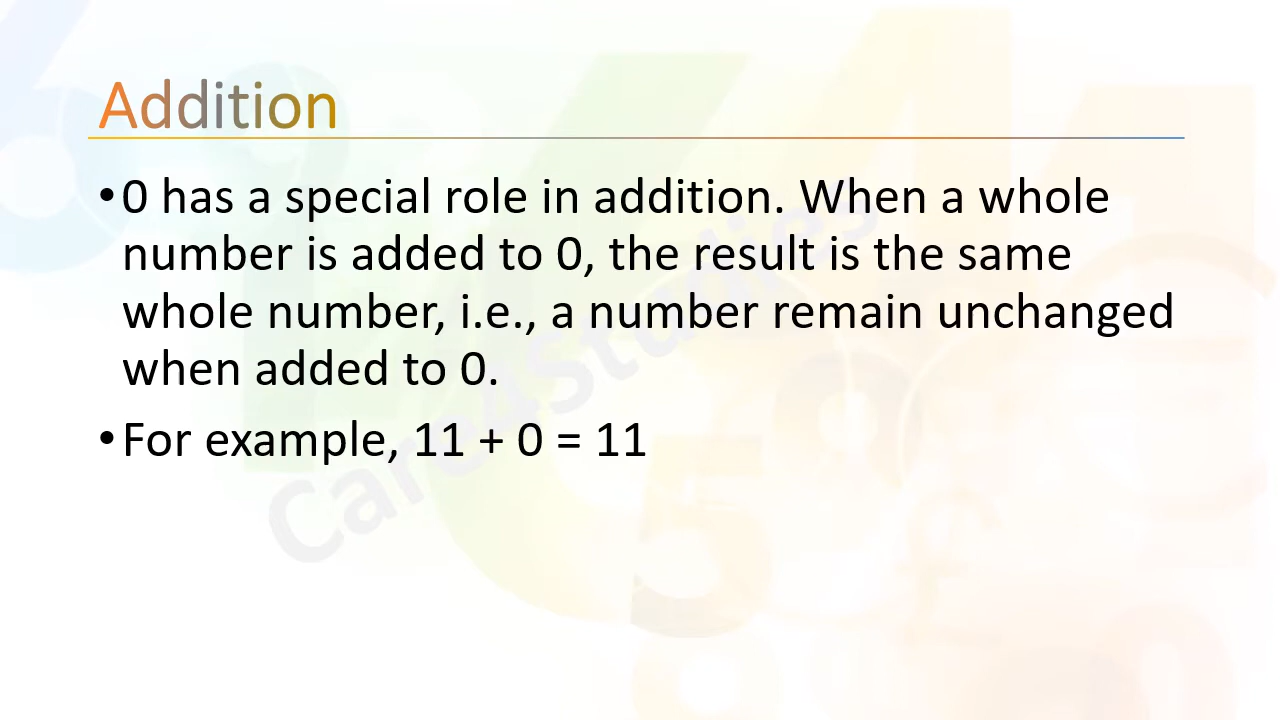 Addition
•0 has a special role in addition. When a whole
number is added to 0, the result is the same
whole number, i.e., a number remain unchanged
when added to 0.
•For example, 11 + 0 = 11
Care4Studies